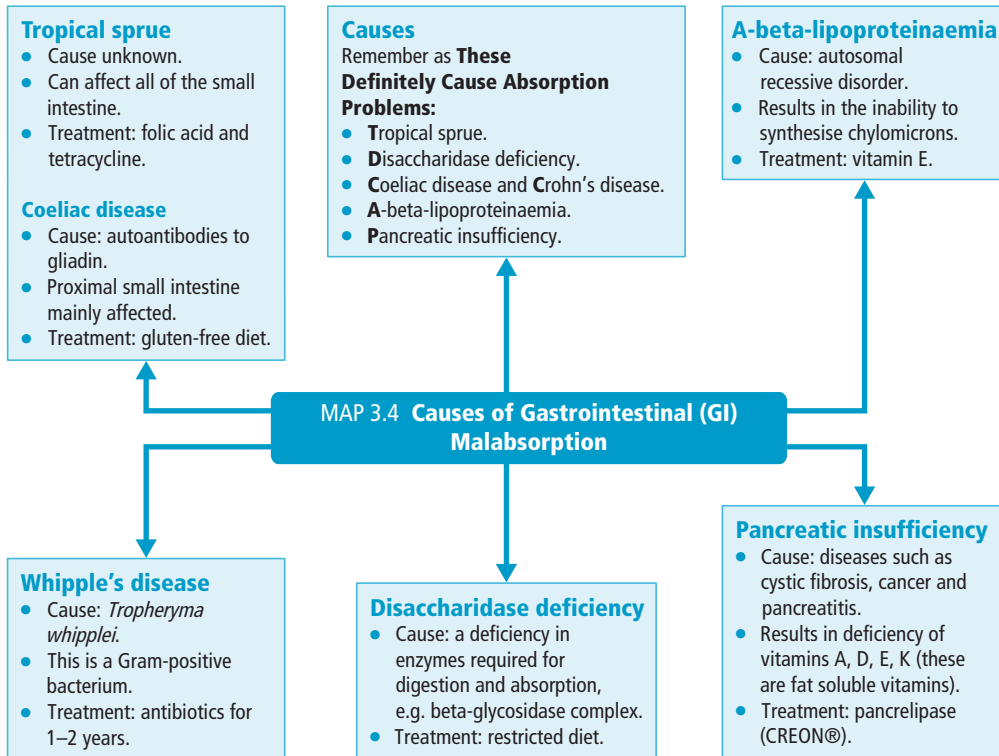 Tropical sprue
• Cause unknown.
• Can affect all of the small
intestine.
• Treatment: folic acid and
tetracycline.
Coeliac disease
• Cause: autoantibodies to
gliadin.
• Proximal small intestine
mainly affected.
• Treatment: gluten-free diet.
Causes
Remember as These
Definitely Cause Absorption
Problems:
• Tropical sprue.
• Disaccharidase deficiency.
• Coeliac disease and Crohn's disease.
• A-beta-lipoproteinaemia.
• Pancreatic insufficiency.
A-beta-lipoproteinaemia
• Cause: autosomal
recessive disorder.
• Results in the inability to
synthesise chylomicrons.
• Treatment: vitamin E.
MAP 3.4 Causes of Gastrointestinal (GI)
Malabsorption
Whipple's disease
• Cause: Tropheryma
whipplei.
• This is a Gram-positive
bacterium.
• Treatment: antibiotics for
1–2 years.
Disaccharidase deficiency
• Cause: a deficiency in
enzymes required for
digestion and absorption,
e.g. beta-glycosidase complex.
• Treatment: restricted diet.
Pancreatic insufficiency
• Cause: diseases such as
cystic fibrosis, cancer and
pancreatitis.
• Results in deficiency of
vitamins A, D, E, K (these
are fat soluble vitamins).
• Treatment: pancrelipase
(CREON®).